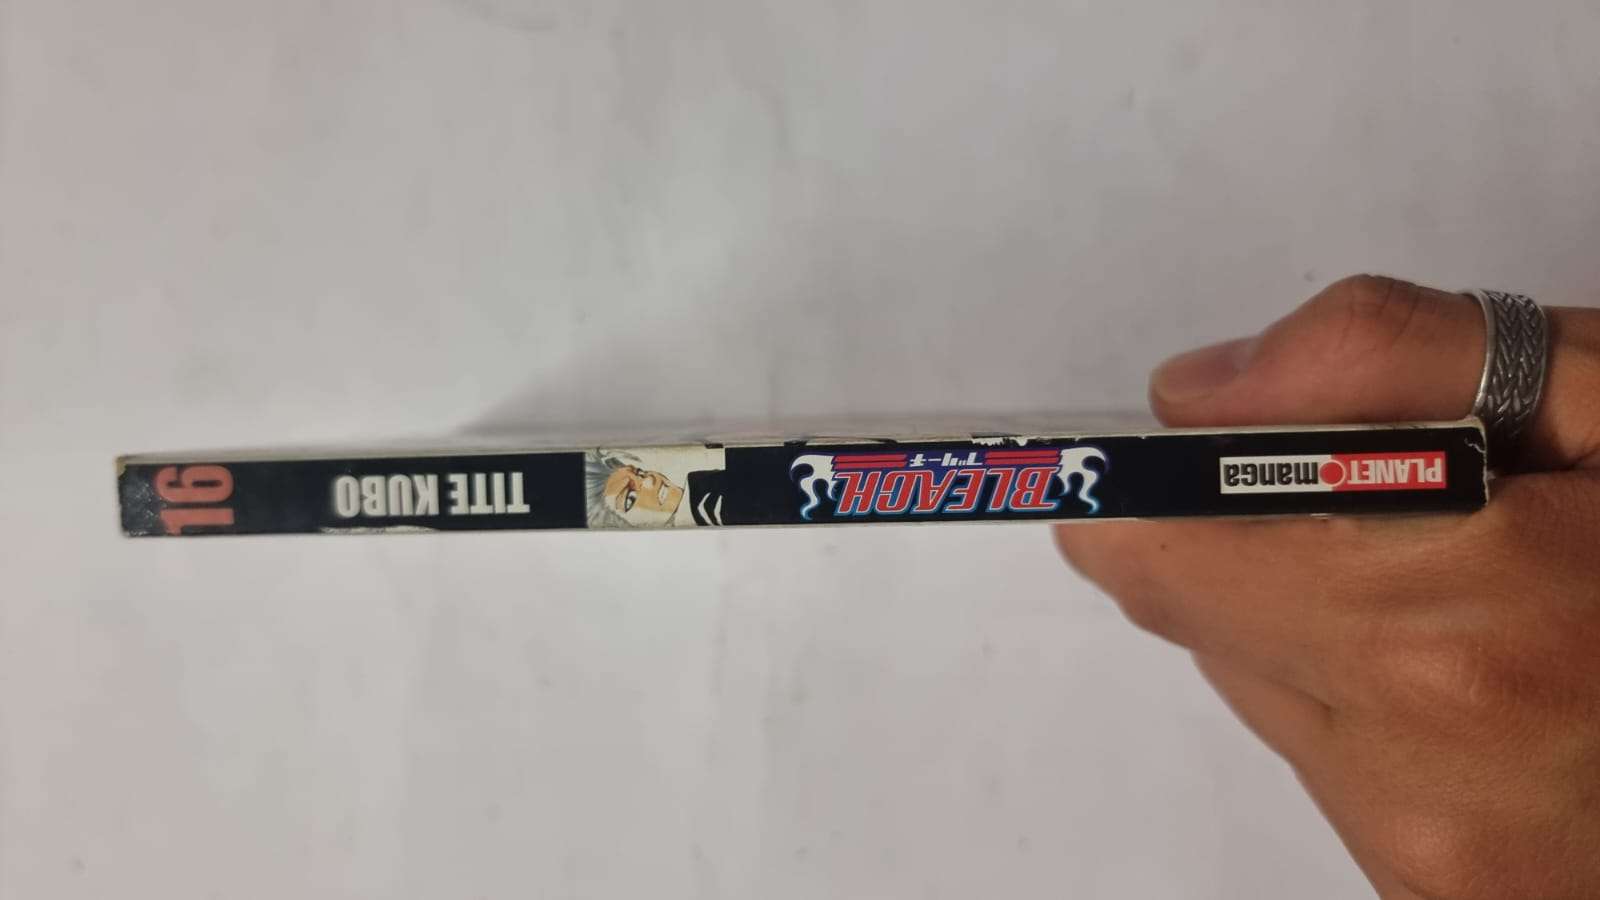 PLANET manga
BLEACH
ブリーチ
TITE KUBO
16